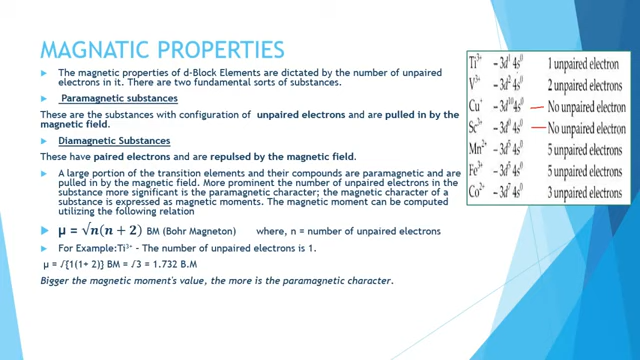 MAGNATIC PROPERTIES
The magnetic properties of d-Block Elements are dictated by the number of unpaired
electrons in it. There are two fundamental sorts of substances.
Paramagnetic substances
These are the substances with configuration of unpaired electrons and are pulled in by the
magnetic field.
Diamagnetic Substances
These have paired electrons and are repulsed by the magnetic field.
A large portion of the transition elements and their compounds are paramagnetic and are
pulled in by the magnetic field. More prominent the number of unpaired electrons in the
substance more significant is the paramagnetic character; the magnetic character of a
substance is expressed as magnetic moments. The magnetic moment can be computed
utilizing the following relation
μ = √n(n + 2) BM (Bohr Magneton) where, n = number of unpaired electrons
For Example:Ti³⁺ – The number of unpaired electrons is 1.
μ = √{1(1+ 2)} BM = √3 = 1.732 B.M
Bigger the magnetic moment's value, the more is the paramagnetic character.
Ti³⁺ – 3d¹ 4s⁰ 1 unpaired electron
V³⁺ – 3d² 4s⁰ 2 unpaired electrons
Cu⁺ – 3d¹⁰ 4s⁰ — No unpaired electron
Sc³⁺ – 3d⁰ 4s⁰ — No unpaired electron
Mn²⁺ – 3d⁵ 4s⁰ 5 unpaired electrons
Fe³⁺ – 3d⁵ 4s⁰ 5 unpaired electrons
Co²⁺ – 3d⁷ 4s⁰ 3 unpaired electrons